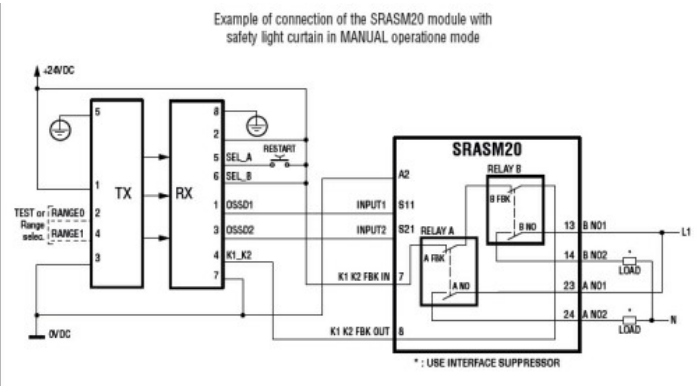 Example of connection of the SRASM20 module with
safety light curtain in MANUAL operatione mode
+24VDC
5
8
2
RESTART
5 SEL_A
6 SEL_B
SRASM20
RELAY B
A2
B FBK
1
TX
RX
TEST or RANGE0 2
Range
selec. RANGE1 4
3
1 OSSD1
INPUT1 S11
3 OSSD2
INPUT2 S21
RELAY A
B NO
13 B NO1
L1
4 K1_K2
7
A FBK
14 B NO2
*
LOAD
K1 K2 FBK IN 7
A NO
23 A NO1
24 A NO2
*
LOAD
N
0VDC
K1 K2 FBK OUT 8
* : USE INTERFACE SUPPRESSOR